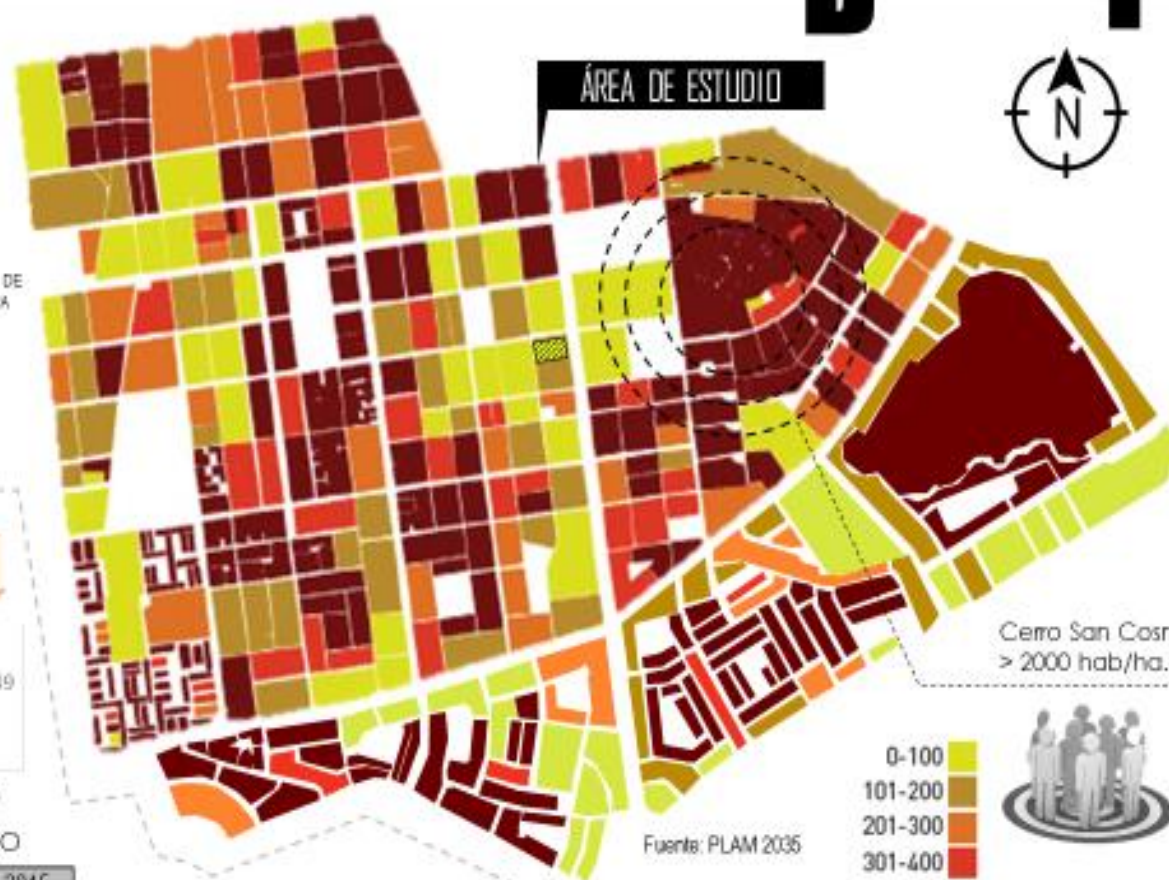 ÁREA DE ESTUDIO
N
DE
A
Cerro San Cosm
> 2000 hab/ha.
0-100
101-200
201-300
301-400
Fuente: PLAM 2035
O